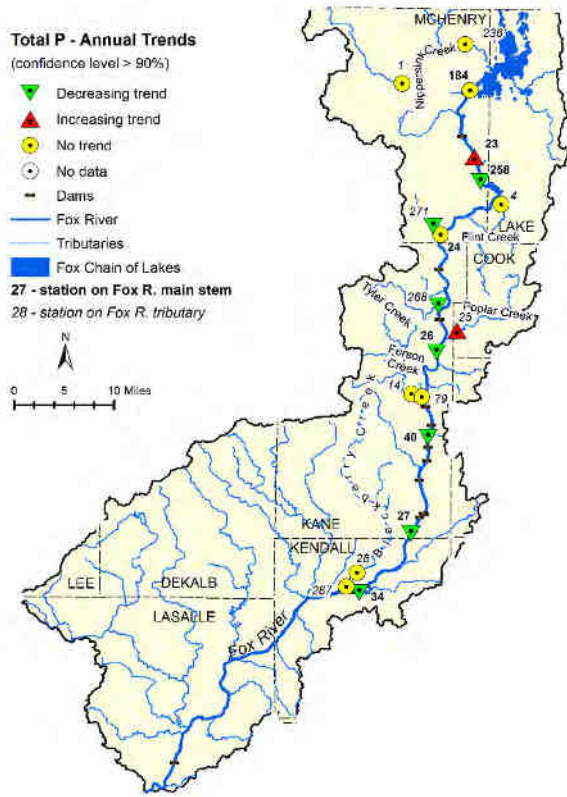 Total P - Annual Trends
(confidence level > 90%)
Decreasing trend
Increasing trend
No trend
No data
Dams
Fox River
Tributaries
Fox Chain of Lakes
27 - station on Fox R. main stem
28 - station on Fox R. tributary
N
0 5 10 Miles
MCHENRY
236
Nippersink Creek
1
184
23
258
4
271
LAKE
24
Flint Creek
COOK
268
Tyler Creek
Poplar Creek
25
26
Ferson
Creek
14
79
40
Blackberry Creek
27
KANE
KENDALL
28
LEE
DEKALB
287
34
LASALLE
Fox River